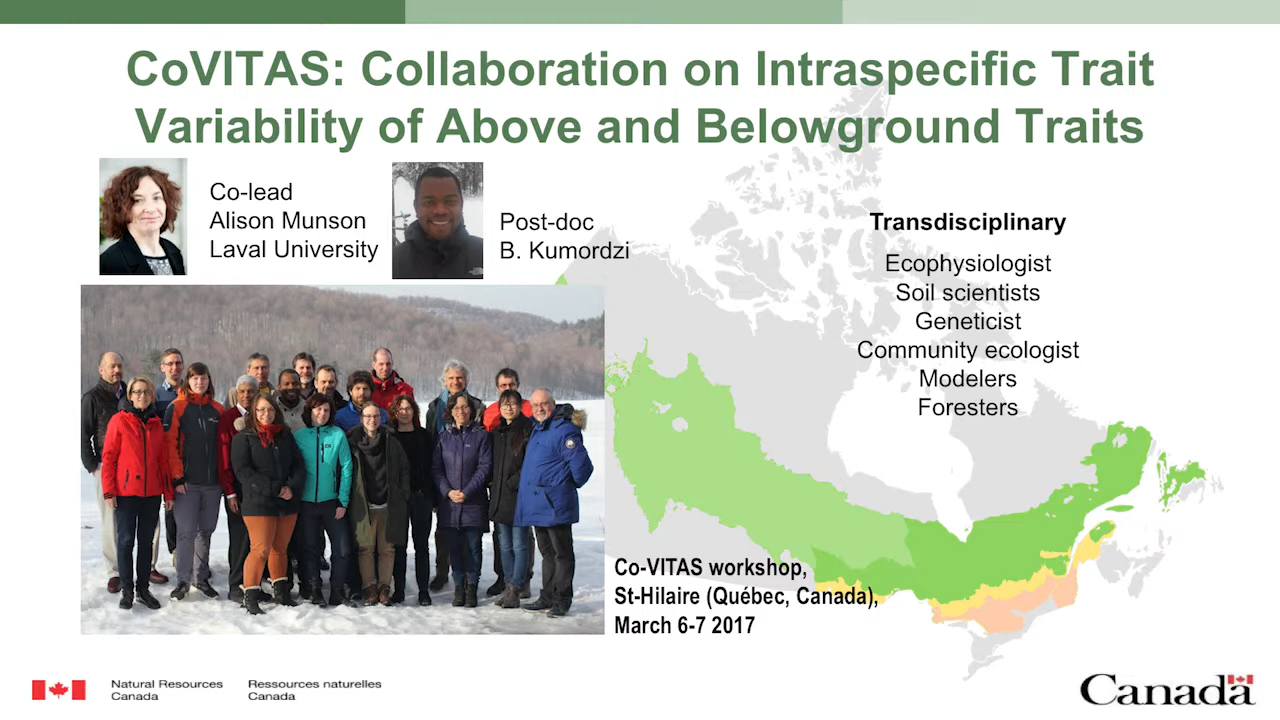 CoVITAS: Collaboration on Intraspecific Trait
Variability of Above and Belowground Traits
Co-lead
Alison Munson
Laval University
Post-doc
B. Kumordzi
Transdisciplinary
Ecophysiologist
Soil scientists
Geneticist
Community ecologist
Modelers
Foresters
Co-VITAS workshop,
St-Hilaire (Québec, Canada),
March 6-7 2017
Natural Resources
Canada
Ressources naturelles
Canada
Canada